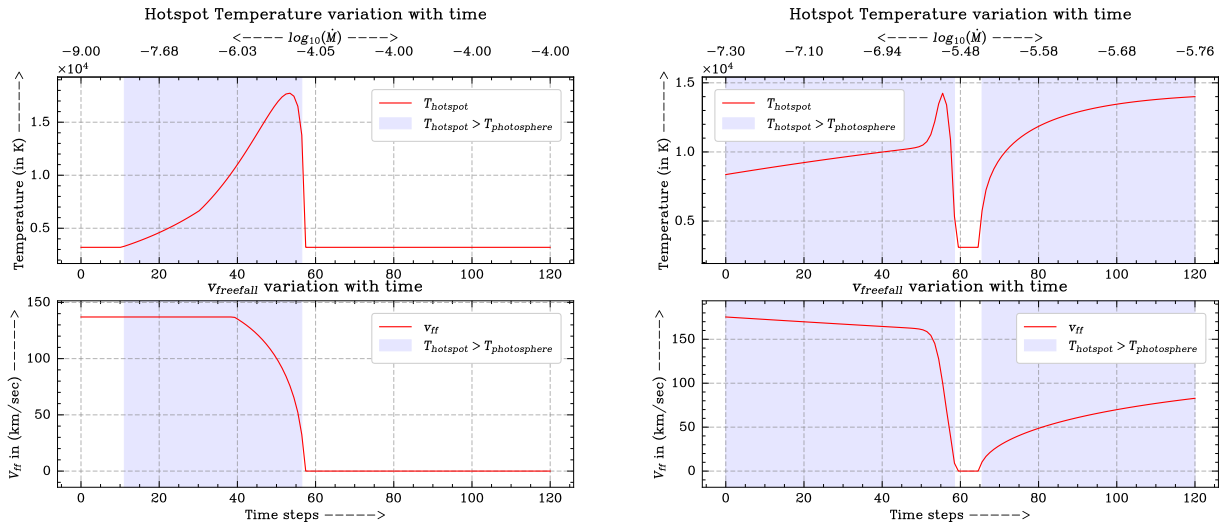 Hotspot Temperature variation with time
<---- log₁₀(Ṁ) ---->
−9.00 −7.68 −6.03 −4.05 −4.00 −4.00 −4.00
×10⁴
Temperature (in K) ----->
1.5
1.0
0.5
T_hotspot
T_hotspot > T_photosphere
0 20 40 60 80 100 120
v_freefall variation with time
V_ff in (km/sec) ----->
150
100
50
0
v_ff
T_hotspot > T_photosphere
0 20 40 60 80 100 120
Time steps ----->
Hotspot Temperature variation with time
<---- log₁₀(Ṁ) ---->
−7.30 −7.10 −6.94 −5.48 −5.58 −5.68 −5.76
×10⁴
Temperature (in K) ----->
1.5
1.0
0.5
T_hotspot
T_hotspot > T_photosphere
0 20 40 60 80 100 120
v_freefall variation with time
V_ff in (km/sec) ----->
150
100
50
0
v_ff
T_hotspot > T_photosphere
0 20 40 60 80 100 120
Time steps ----->